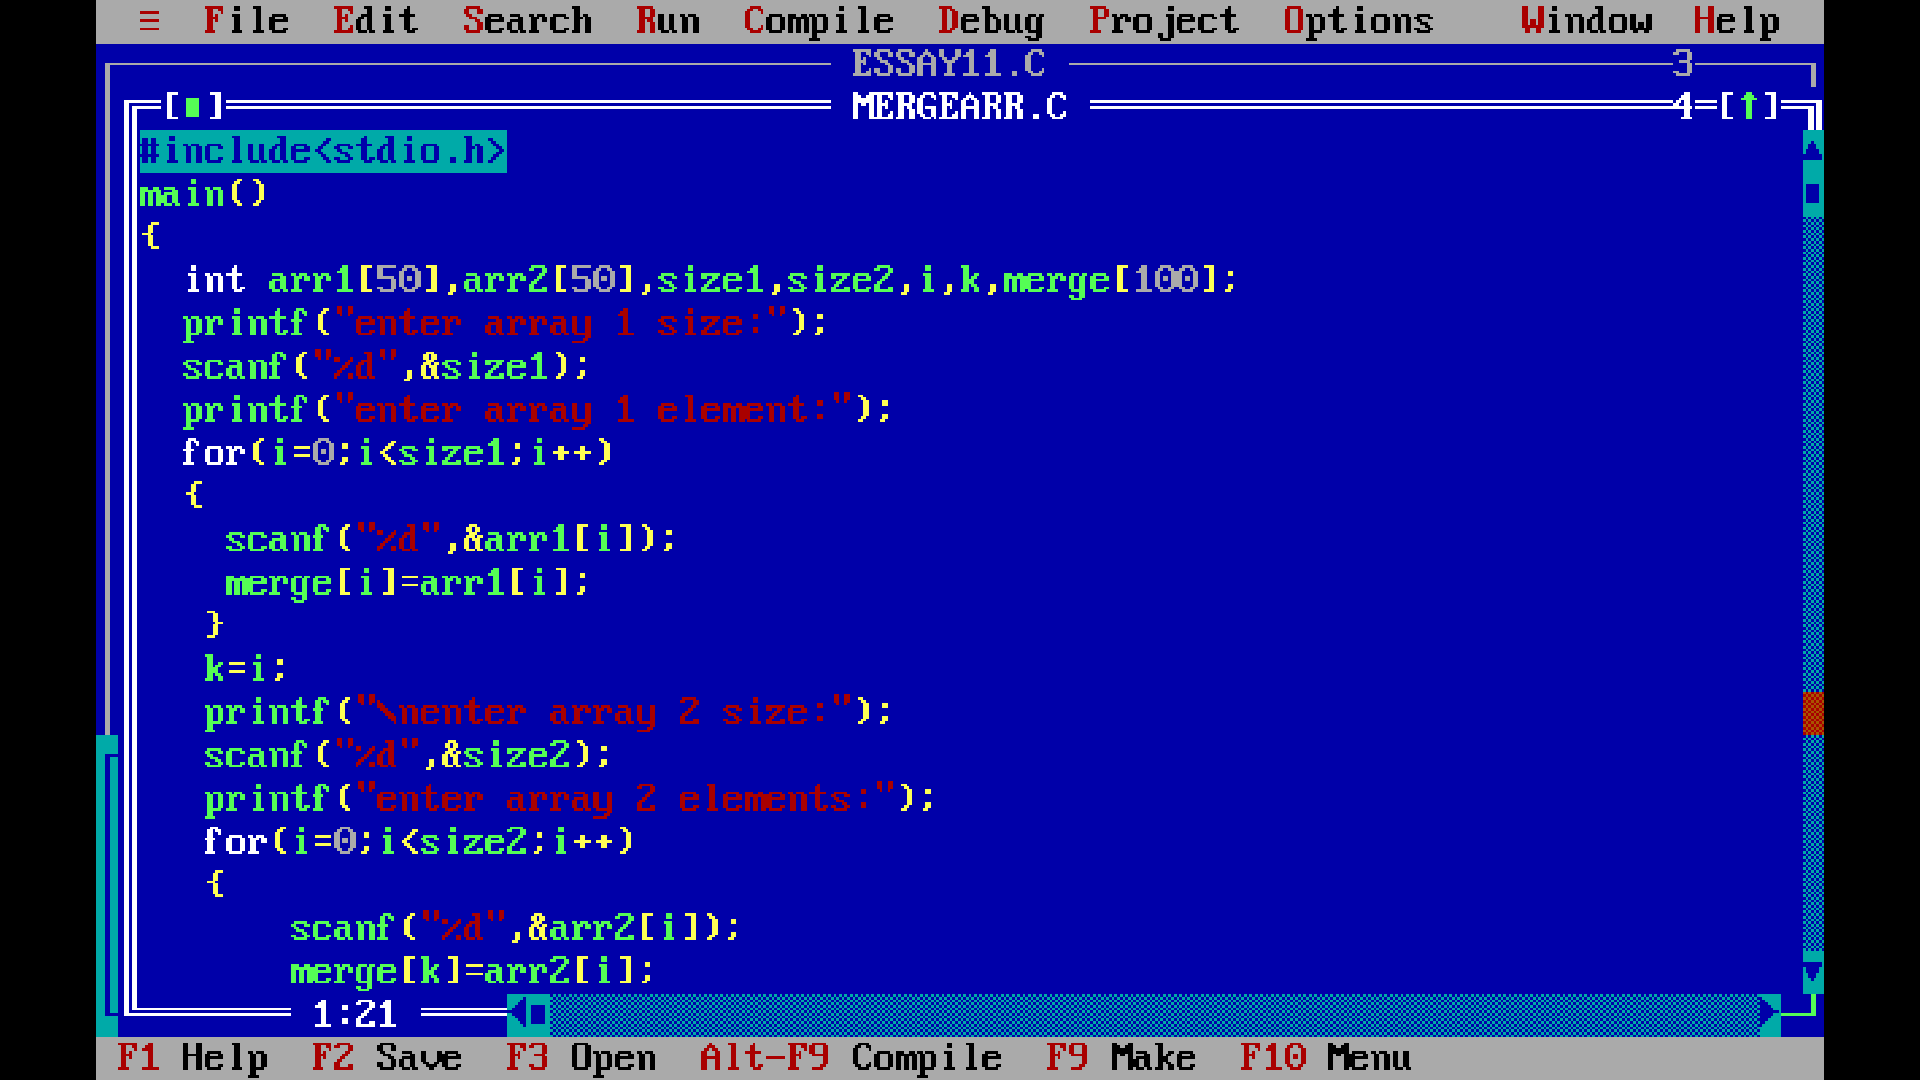 ≡ File Edit Search Run Compile Debug Project Options Window Help
ESSAY11.C 3
[■] MERGEARR.C 4=[↑]
#include<stdio.h>
main()
{
int arr1[50],arr2[50],size1,size2,i,k,merge[100];
printf("enter array 1 size:");
scanf("%d",&size1);
printf("enter array 1 element:");
for(i=0;i<size1;i++)
{
scanf("%d",&arr1[i]);
merge[i]=arr1[i];
}
k=i;
printf("\nenter array 2 size:");
scanf("%d",&size2);
printf("enter array 2 elements:");
for(i=0;i<size2;i++)
{
scanf("%d",&arr2[i]);
merge[k]=arr2[i];
1:21
F1 Help F2 Save F3 Open Alt-F9 Compile F9 Make F10 Menu